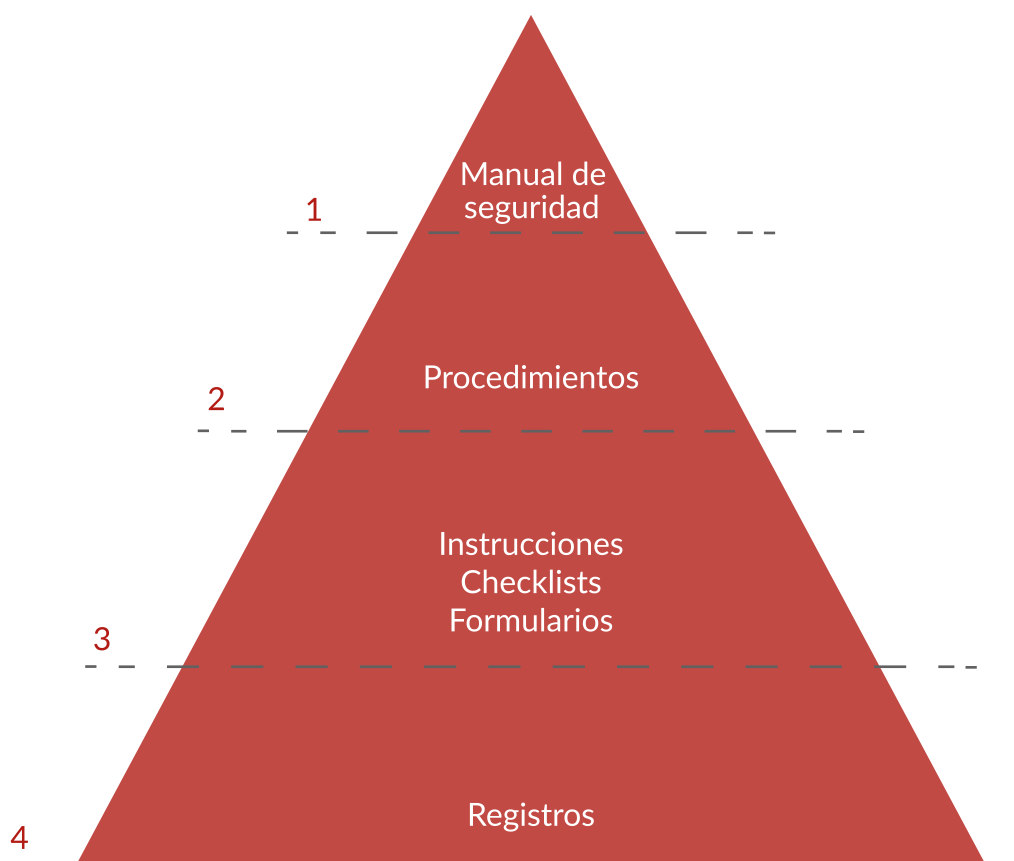 Manual de
seguridad
1
Procedimientos
2
Instrucciones
Checklists
Formularios
3
Registros
4